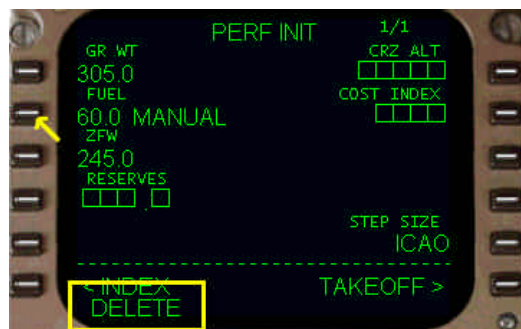 PERF INIT 1/1
GR WT CRZ ALT
305.0
FUEL COST INDEX
60.0 MANUAL
ZFW
245.0
RESERVES
.
STEP SIZE
ICAO
< INDEX TAKEOFF >
DELETE